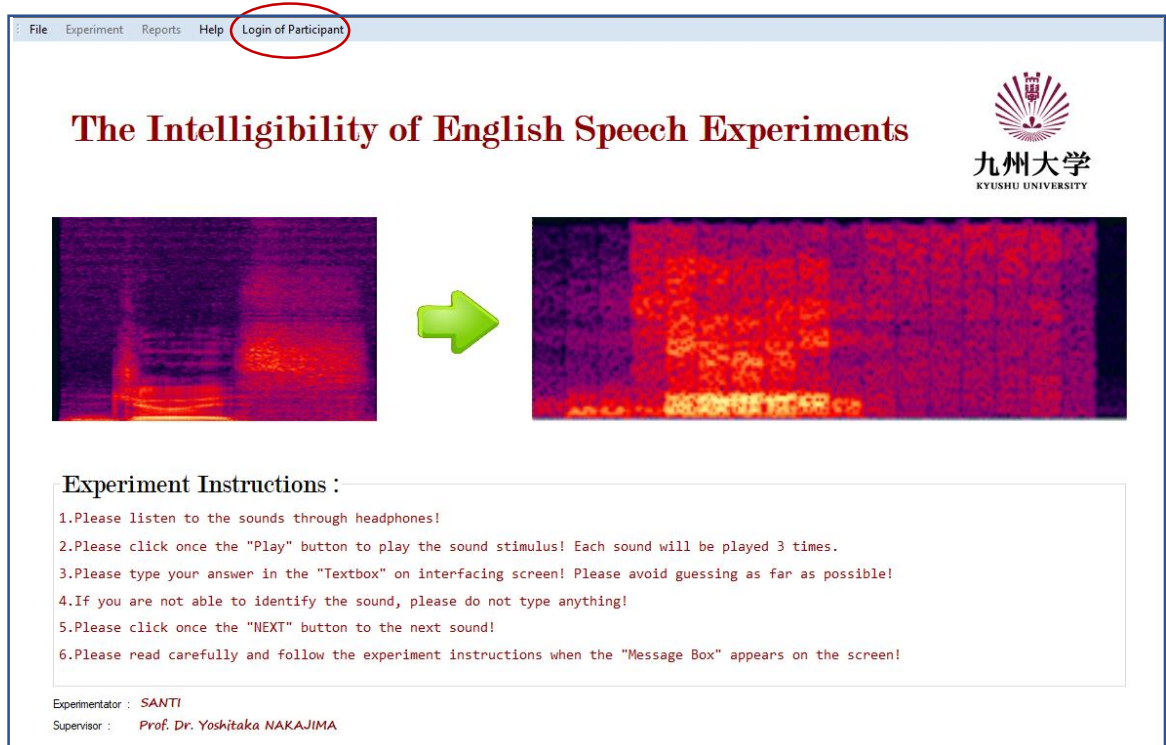 File Experiment Reports Help Login of Participant
The Intelligibility of English Speech Experiments
九州大学
KYUSHU UNIVERSITY
Experiment Instructions :
1.Please listen to the sounds through headphones!
2.Please click once the "Play" button to play the sound stimulus! Each sound will be played 3 times.
3.Please type your answer in the "Textbox" on interfacing screen! Please avoid guessing as far as possible!
4.If you are not able to identify the sound, please do not type anything!
5.Please click once the "NEXT" button to the next sound!
6.Please read carefully and follow the experiment instructions when the "Message Box" appears on the screen!
Experimentator : SANTI
Supervisor : Prof. Dr. Yoshitaka NAKAJIMA